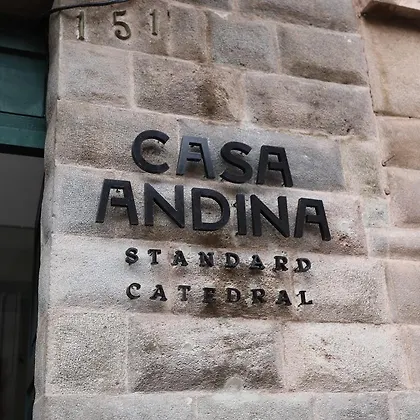 151
CASA
ANDINA
STANDARD
CATEDRAL